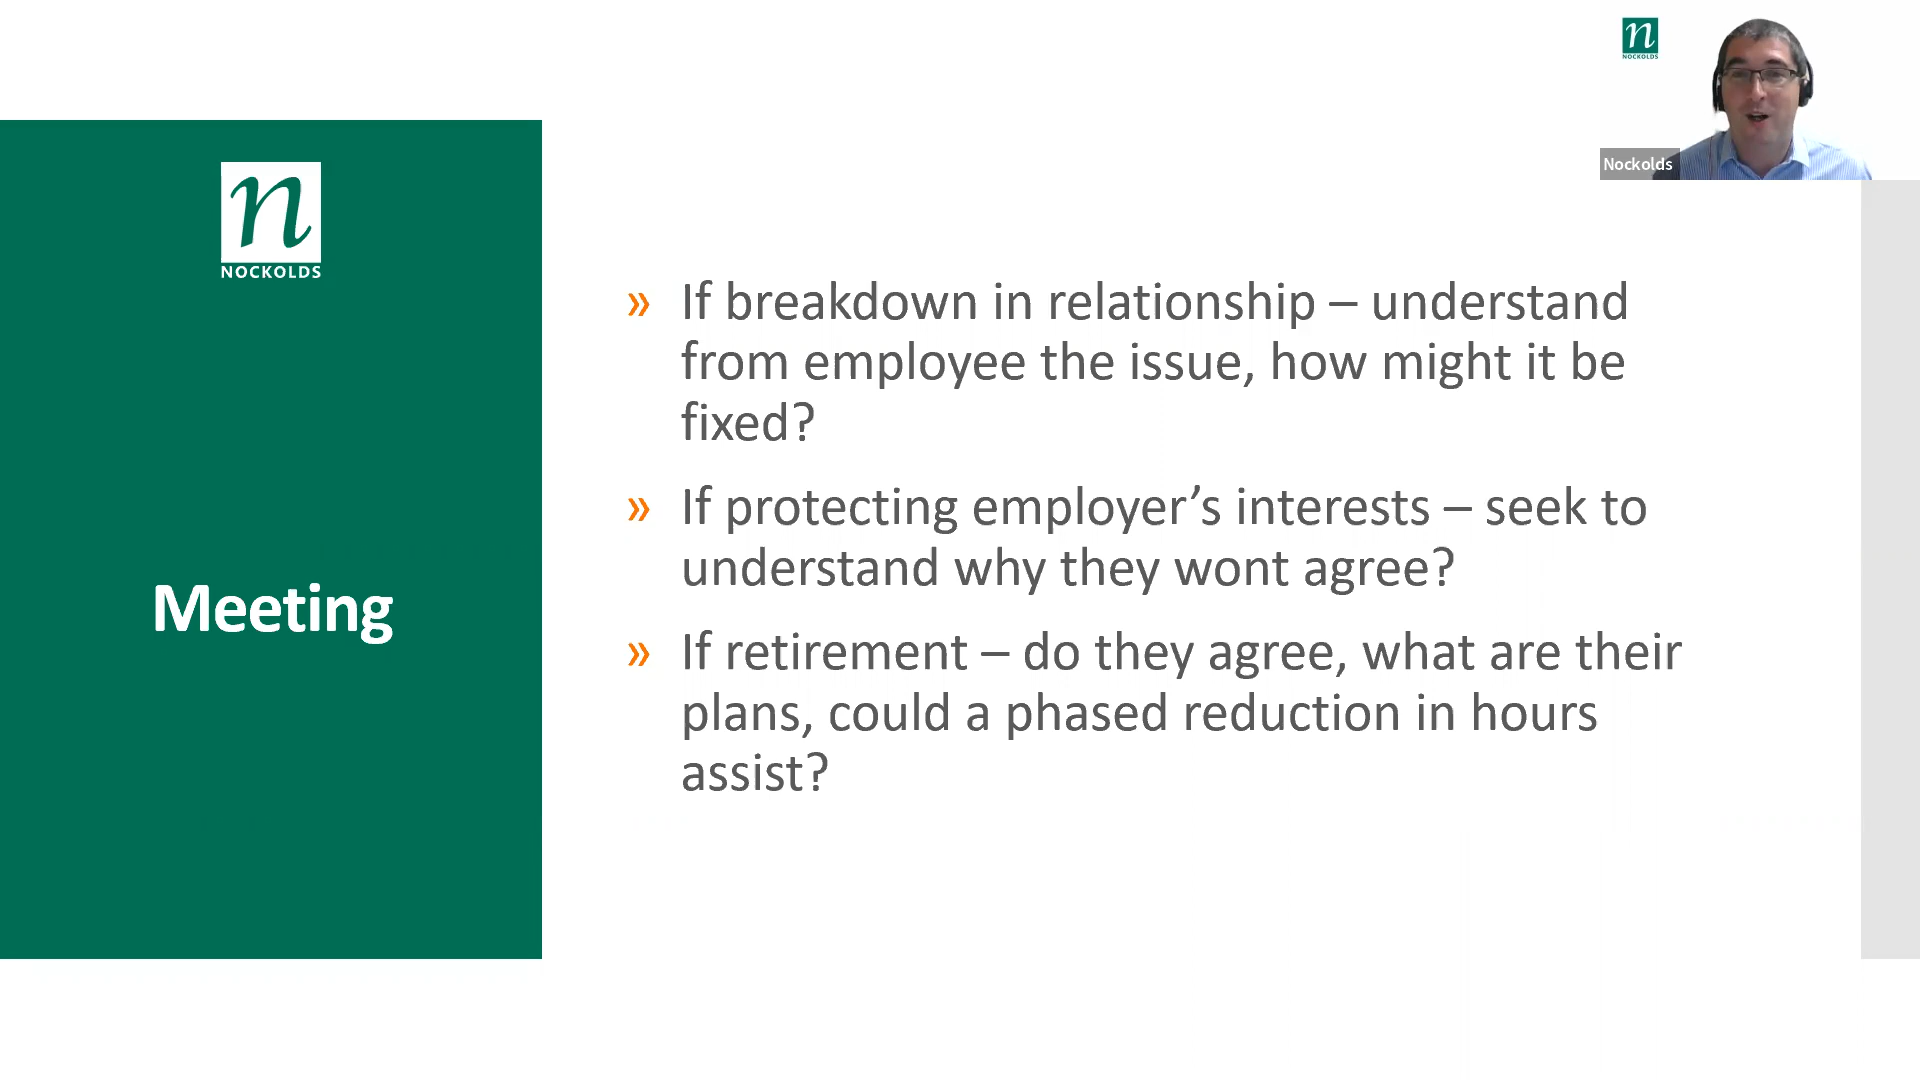 n
NOCKOLDS
Nockolds
n
NOCKOLDS
Meeting
» If breakdown in relationship – understand
from employee the issue, how might it be
fixed?
» If protecting employer’s interests – seek to
understand why they wont agree?
» If retirement – do they agree, what are their
plans, could a phased reduction in hours
assist?